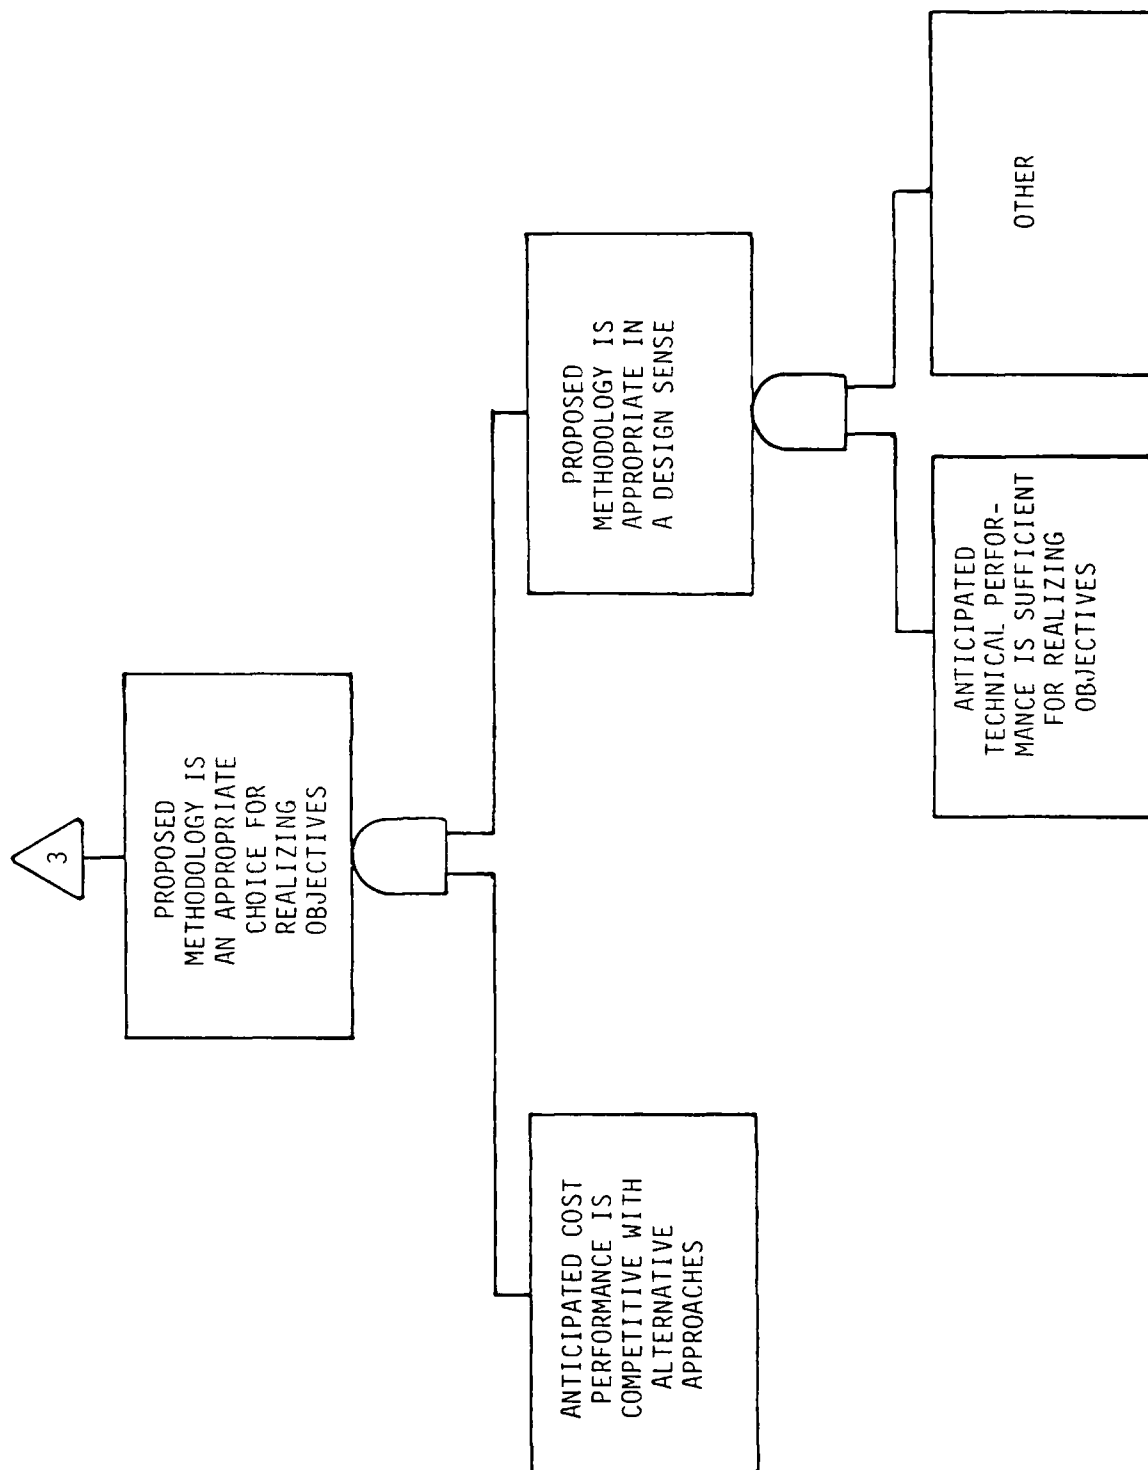 3
PROPOSED
METHODOLOGY IS
AN APPROPRIATE
CHOICE FOR
REALIZING
OBJECTIVES
ANTICIPATED COST
PERFORMANCE IS
COMPETITIVE WITH
ALTERNATIVE
APPROACHES
PROPOSED
METHODOLOGY IS
APPROPRIATE IN
A DESIGN SENSE
ANTICIPATED
TECHNICAL PERFOR-
MANCE IS SUFFICIENT
FOR REALIZING
OBJECTIVES
OTHER